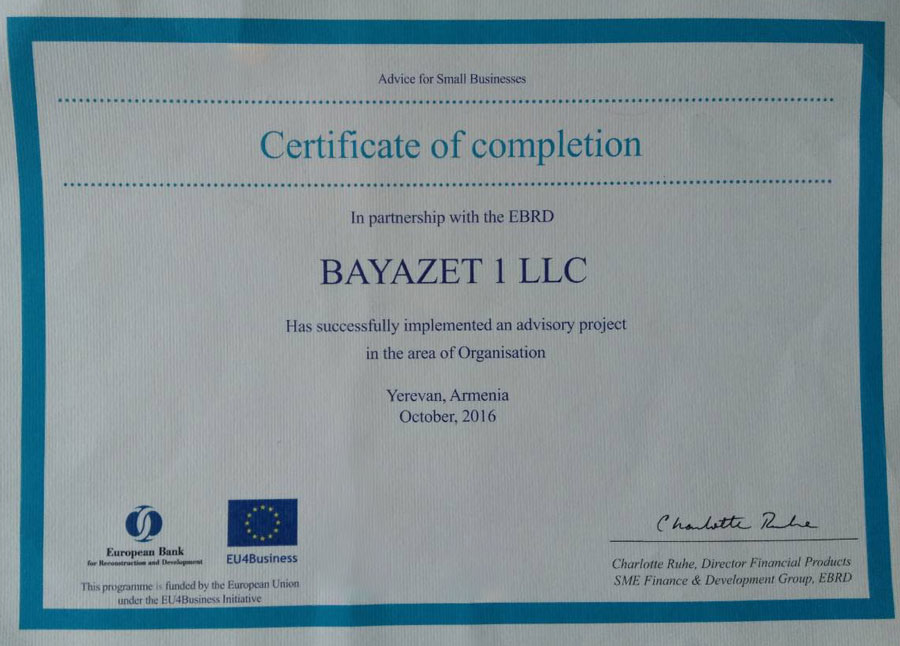 Advice for Small Businesses
Certificate of completion
In partnership with the EBRD
BAYAZET 1 LLC
Has successfully implemented an advisory project
in the area of Organisation
Yerevan, Armenia
October, 2016
European Bank
for Reconstruction and Development
EU4Business
This programme is funded by the European Union
under the EU4Business Initiative
Charlotte Ruhe
Charlotte Ruhe, Director Financial Products
SME Finance & Development Group, EBRD